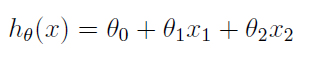 hθ(x) = θ0 + θ1x1 + θ2x2